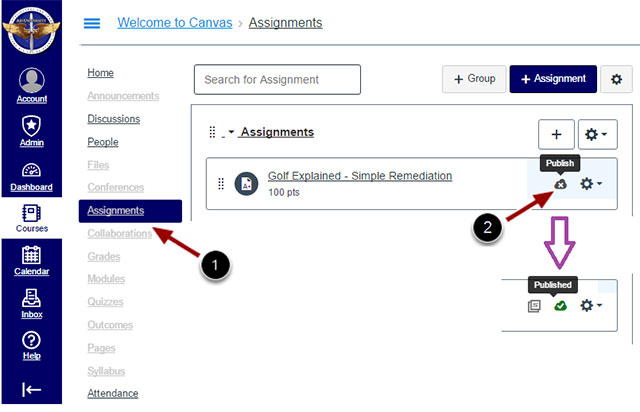 Welcome to Canvas > Assignments
Account
Admin
Dashboard
Courses
Calendar
Inbox
Help
Home
Announcements
Discussions
People
Files
Conferences
Assignments
Collaborations
Grades
Modules
Quizzes
Outcomes
Pages
Syllabus
Attendance
Search for Assignment
+ Group
+ Assignment
Assignments
+
Publish
Golf Explained - Simple Remediation
100 pts
1
2
Published